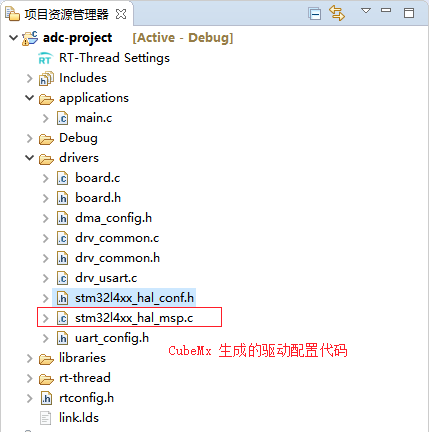 项目资源管理器
adc-project [Active - Debug]
RT-Thread Settings
Includes
applications
main.c
Debug
drivers
board.c
board.h
dma_config.h
drv_common.c
drv_common.h
drv_usart.c
stm32l4xx_hal_conf.h
stm32l4xx_hal_msp.c
uart_config.h
CubeMx 生成的驱动配置代码
libraries
rt-thread
rtconfig.h
link.lds